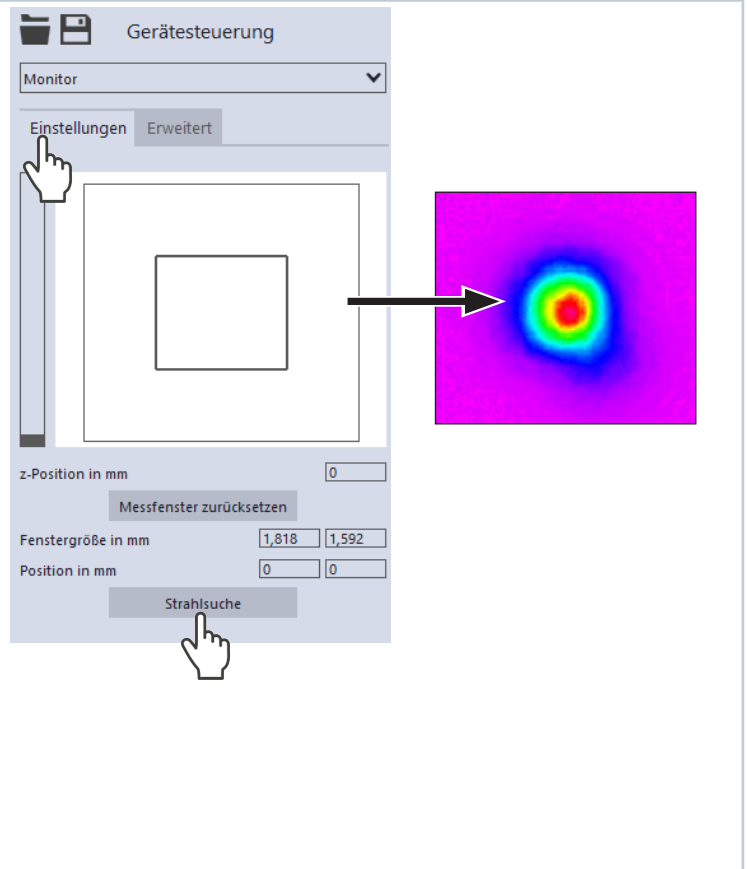 Gerätesteuerung
Monitor
Einstellungen Erweitert
z-Position in mm 0
Messfenster zurücksetzen
Fenstergröße in mm 1,818 1,592
Position in mm 0 0
Strahlsuche